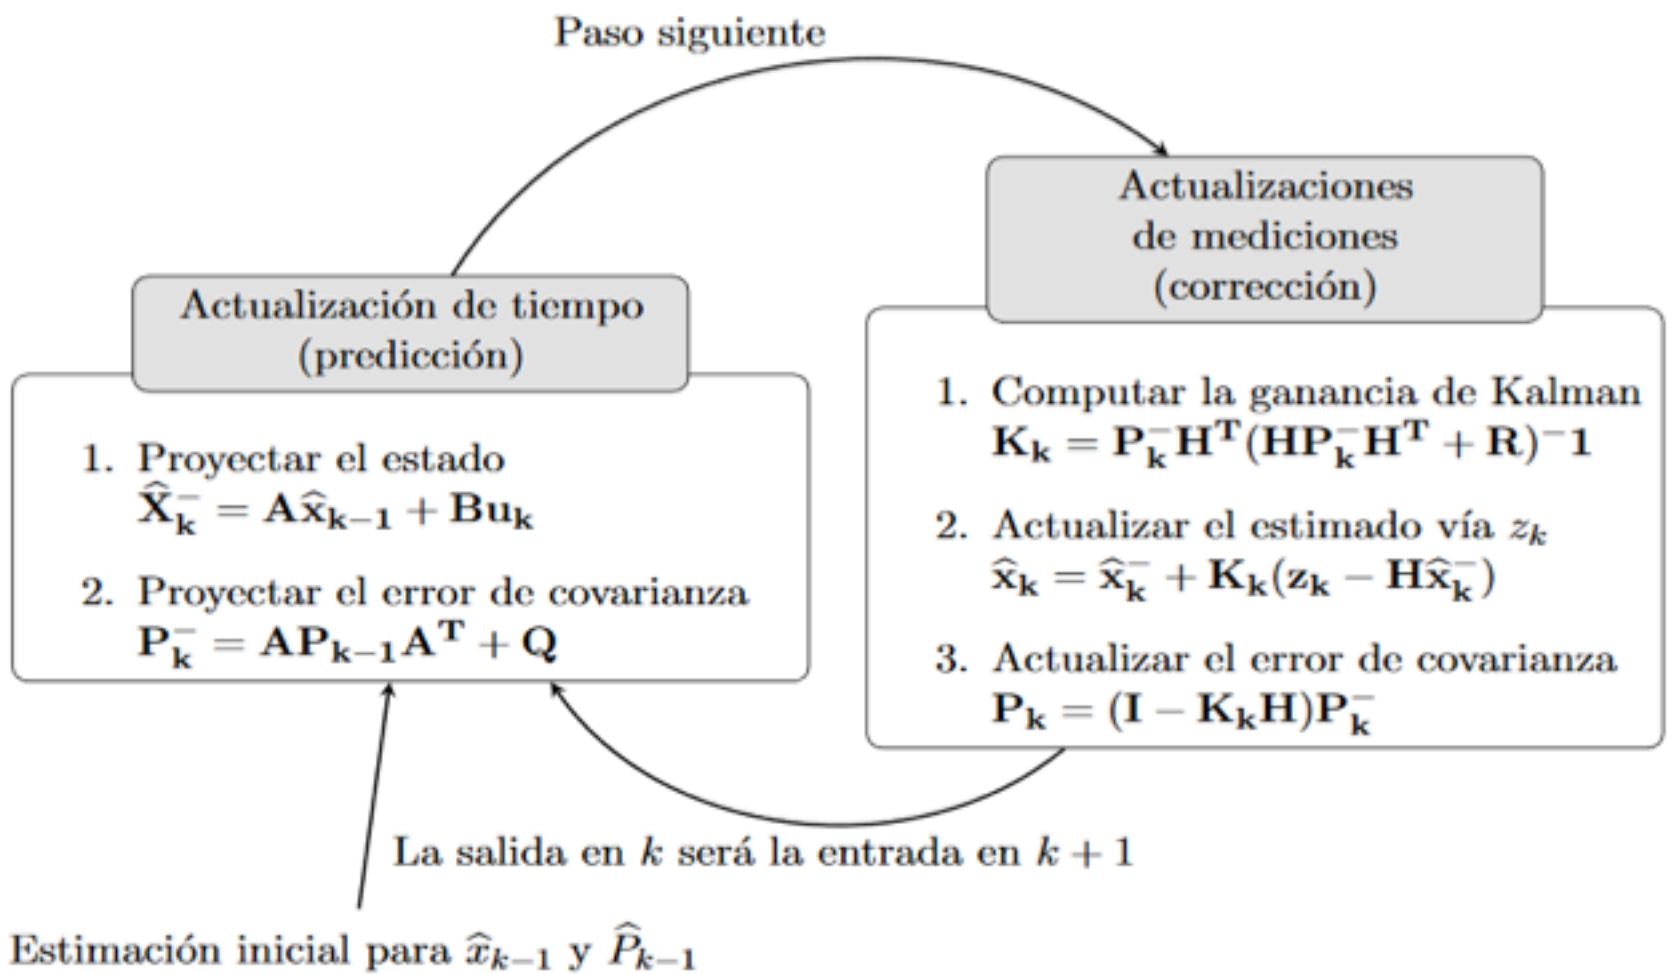 Paso siguiente
Actualización de tiempo
(predicción)
1. Proyectar el estado
X̂ₖ⁻ = Ax̂ₖ₋₁ + Buₖ
2. Proyectar el error de covarianza
Pₖ⁻ = APₖ₋₁Aᵀ + Q
Actualizaciones
de mediciones
(corrección)
1. Computar la ganancia de Kalman
Kₖ = Pₖ⁻Hᵀ(HPₖ⁻Hᵀ + R)⁻1
2. Actualizar el estimado vía zₖ
x̂ₖ = x̂ₖ⁻ + Kₖ(zₖ − Hx̂ₖ⁻)
3. Actualizar el error de covarianza
Pₖ = (I − KₖH)Pₖ⁻
La salida en k será la entrada en k + 1
Estimación inicial para x̂ₖ₋₁ y P̂ₖ₋₁